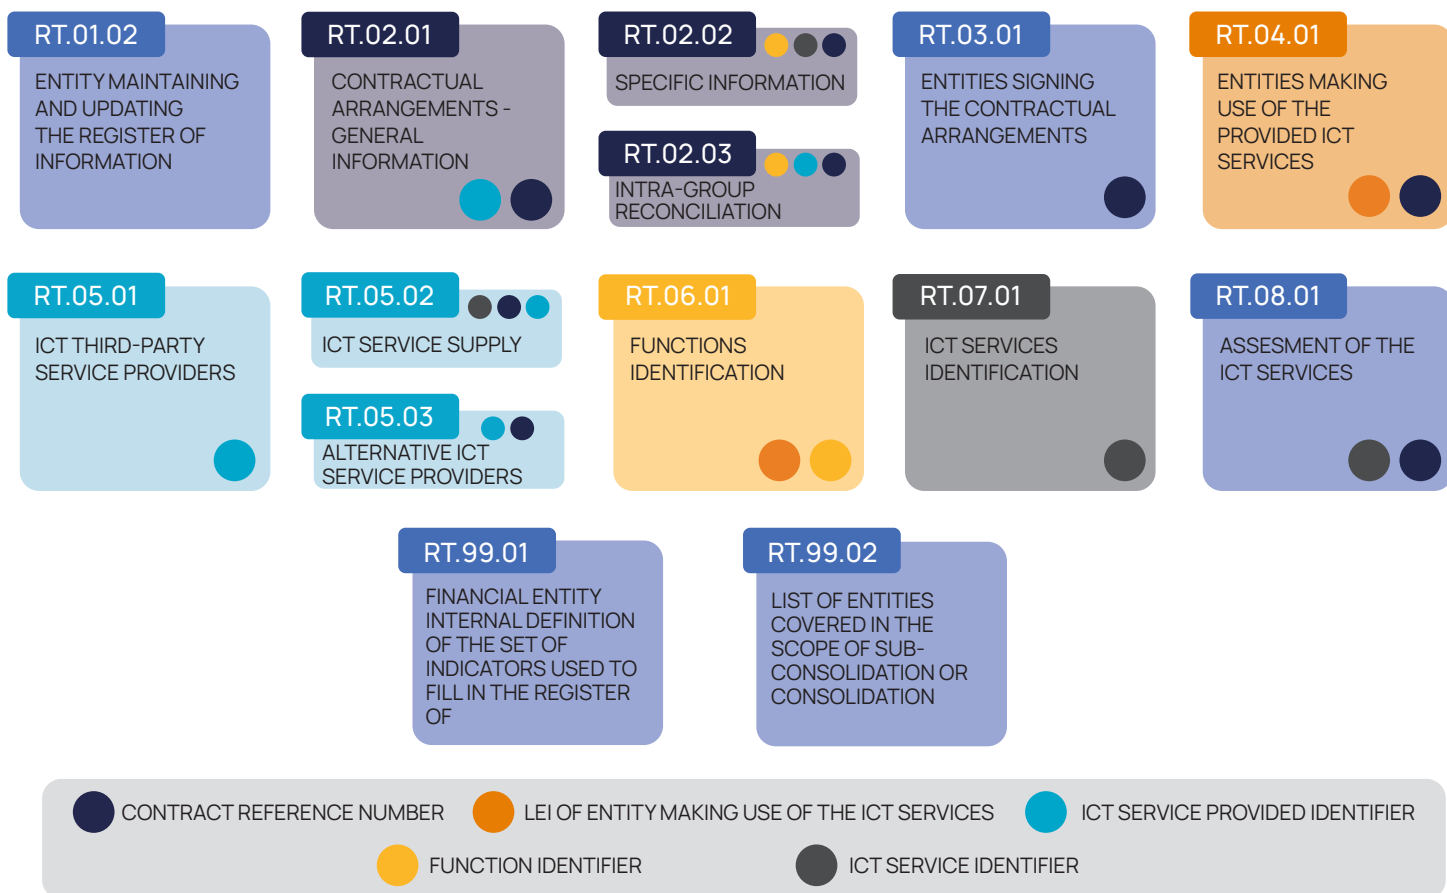 RT.01.02
ENTITY MAINTAINING
AND UPDATING
THE REGISTER OF
INFORMATION
RT.02.01
CONTRACTUAL
ARRANGEMENTS -
GENERAL
INFORMATION
RT.02.02
SPECIFIC INFORMATION
RT.02.03
INTRA-GROUP
RECONCILIATION
RT.03.01
ENTITIES SIGNING
THE CONTRACTUAL
ARRANGEMENTS
RT.04.01
ENTITIES MAKING
USE OF THE
PROVIDED ICT
SERVICES
RT.05.01
ICT THIRD-PARTY
SERVICE PROVIDERS
RT.05.02
ICT SERVICE SUPPLY
RT.05.03
ALTERNATIVE ICT
SERVICE PROVIDERS
RT.06.01
FUNCTIONS
IDENTIFICATION
RT.07.01
ICT SERVICES
IDENTIFICATION
RT.08.01
ASSESMENT OF THE
ICT SERVICES
RT.99.01
FINANCIAL ENTITY
INTERNAL DEFINITION
OF THE SET OF
INDICATORS USED TO
FILL IN THE REGISTER
OF
RT.99.02
LIST OF ENTITIES
COVERED IN THE
SCOPE OF SUB-
CONSOLIDATION OR
CONSOLIDATION
CONTRACT REFERENCE NUMBER
LEI OF ENTITY MAKING USE OF THE ICT SERVICES
ICT SERVICE PROVIDED IDENTIFIER
FUNCTION IDENTIFIER
ICT SERVICE IDENTIFIER